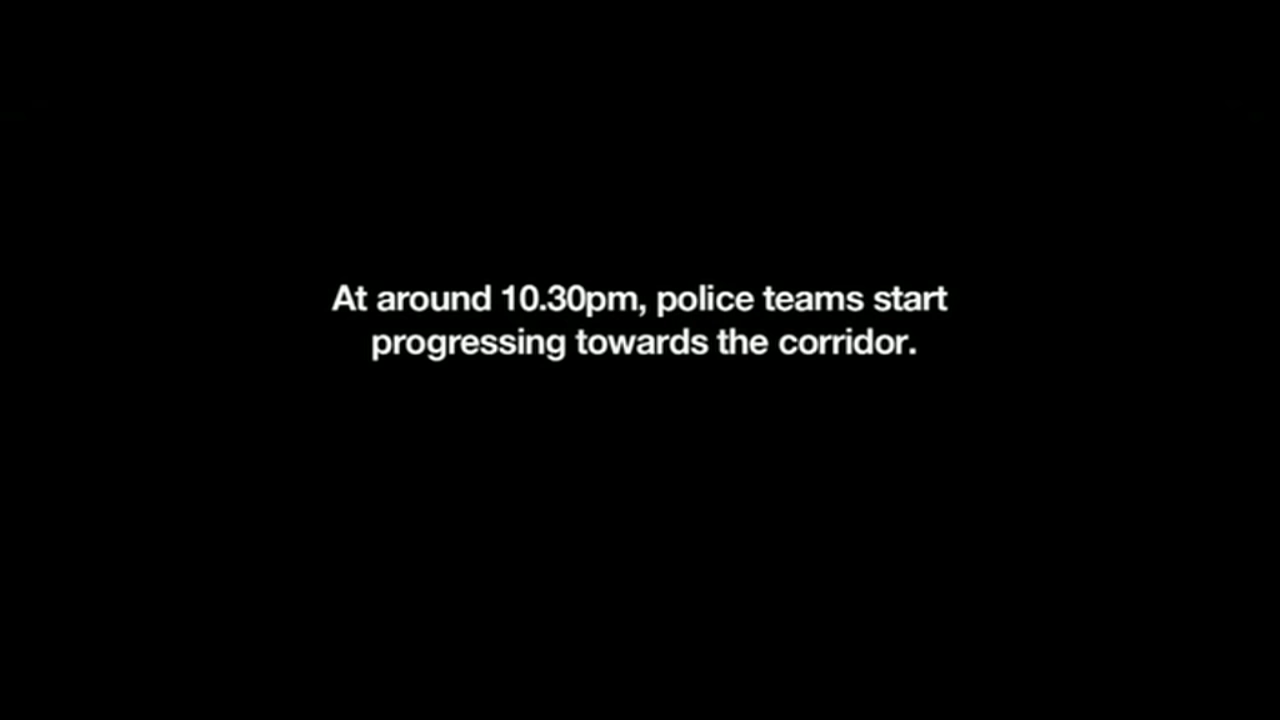 At around 10.30pm, police teams start
progressing towards the corridor.